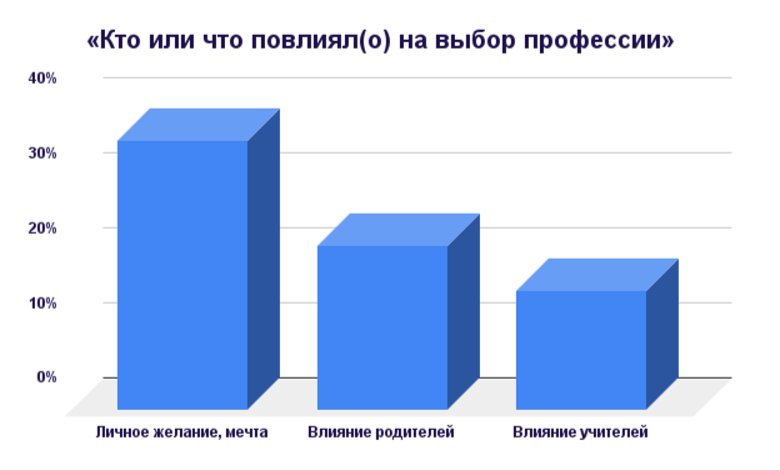 «Кто или что повлиял(о) на выбор профессии»
40%
30%
20%
10%
0%
Личное желание, мечта
Влияние родителей
Влияние учителей